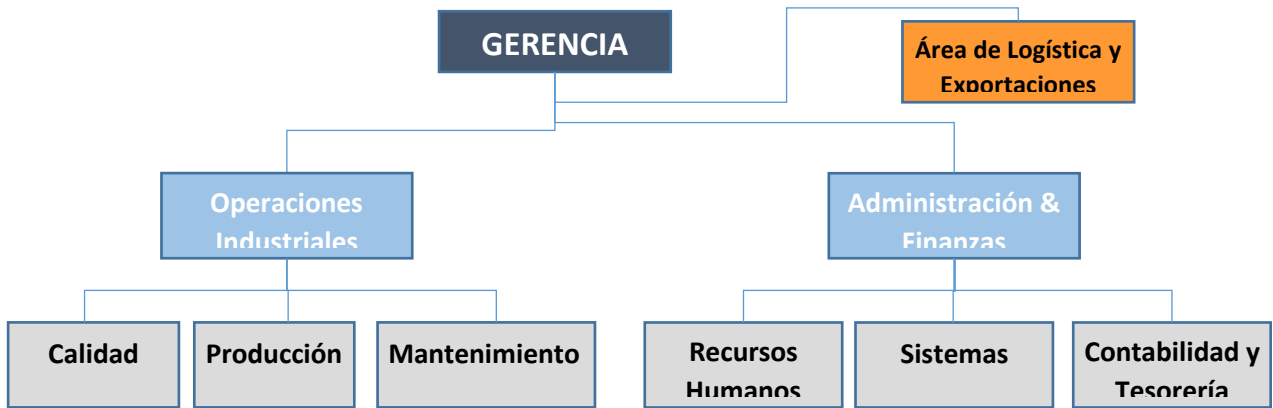 GERENCIA
Área de Logística y
Exportaciones
Operaciones
Industriales
Administración &
Finanzas
Calidad
Producción
Mantenimiento
Recursos
Humanos
Sistemas
Contabilidad y
Tesorería